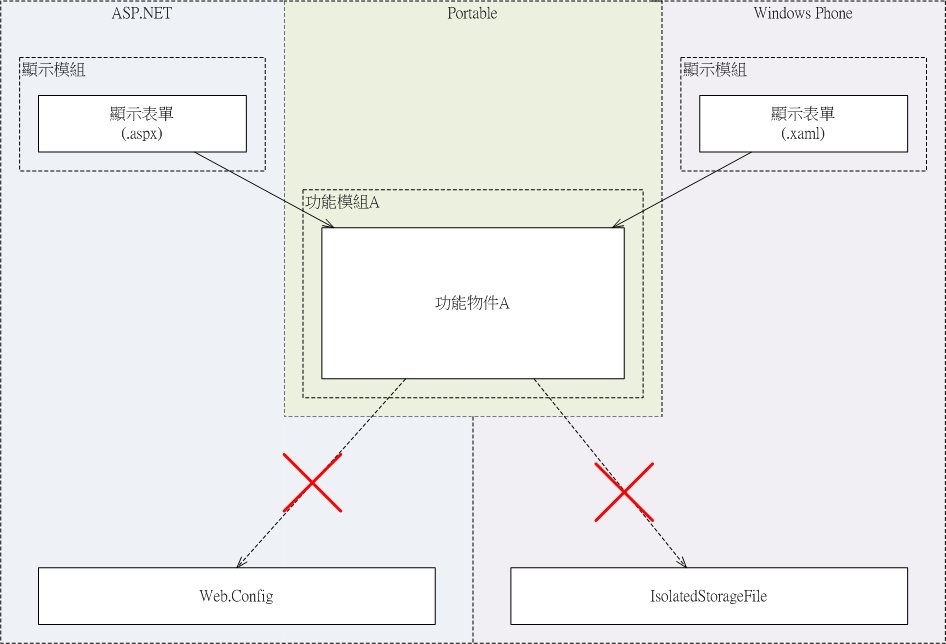 ASP.NET
Portable
Windows Phone
顯示模組
顯示表單
(.aspx)
顯示模組
顯示表單
(.xaml)
功能模組A
功能物件A
Web.Config
IsolatedStorageFile